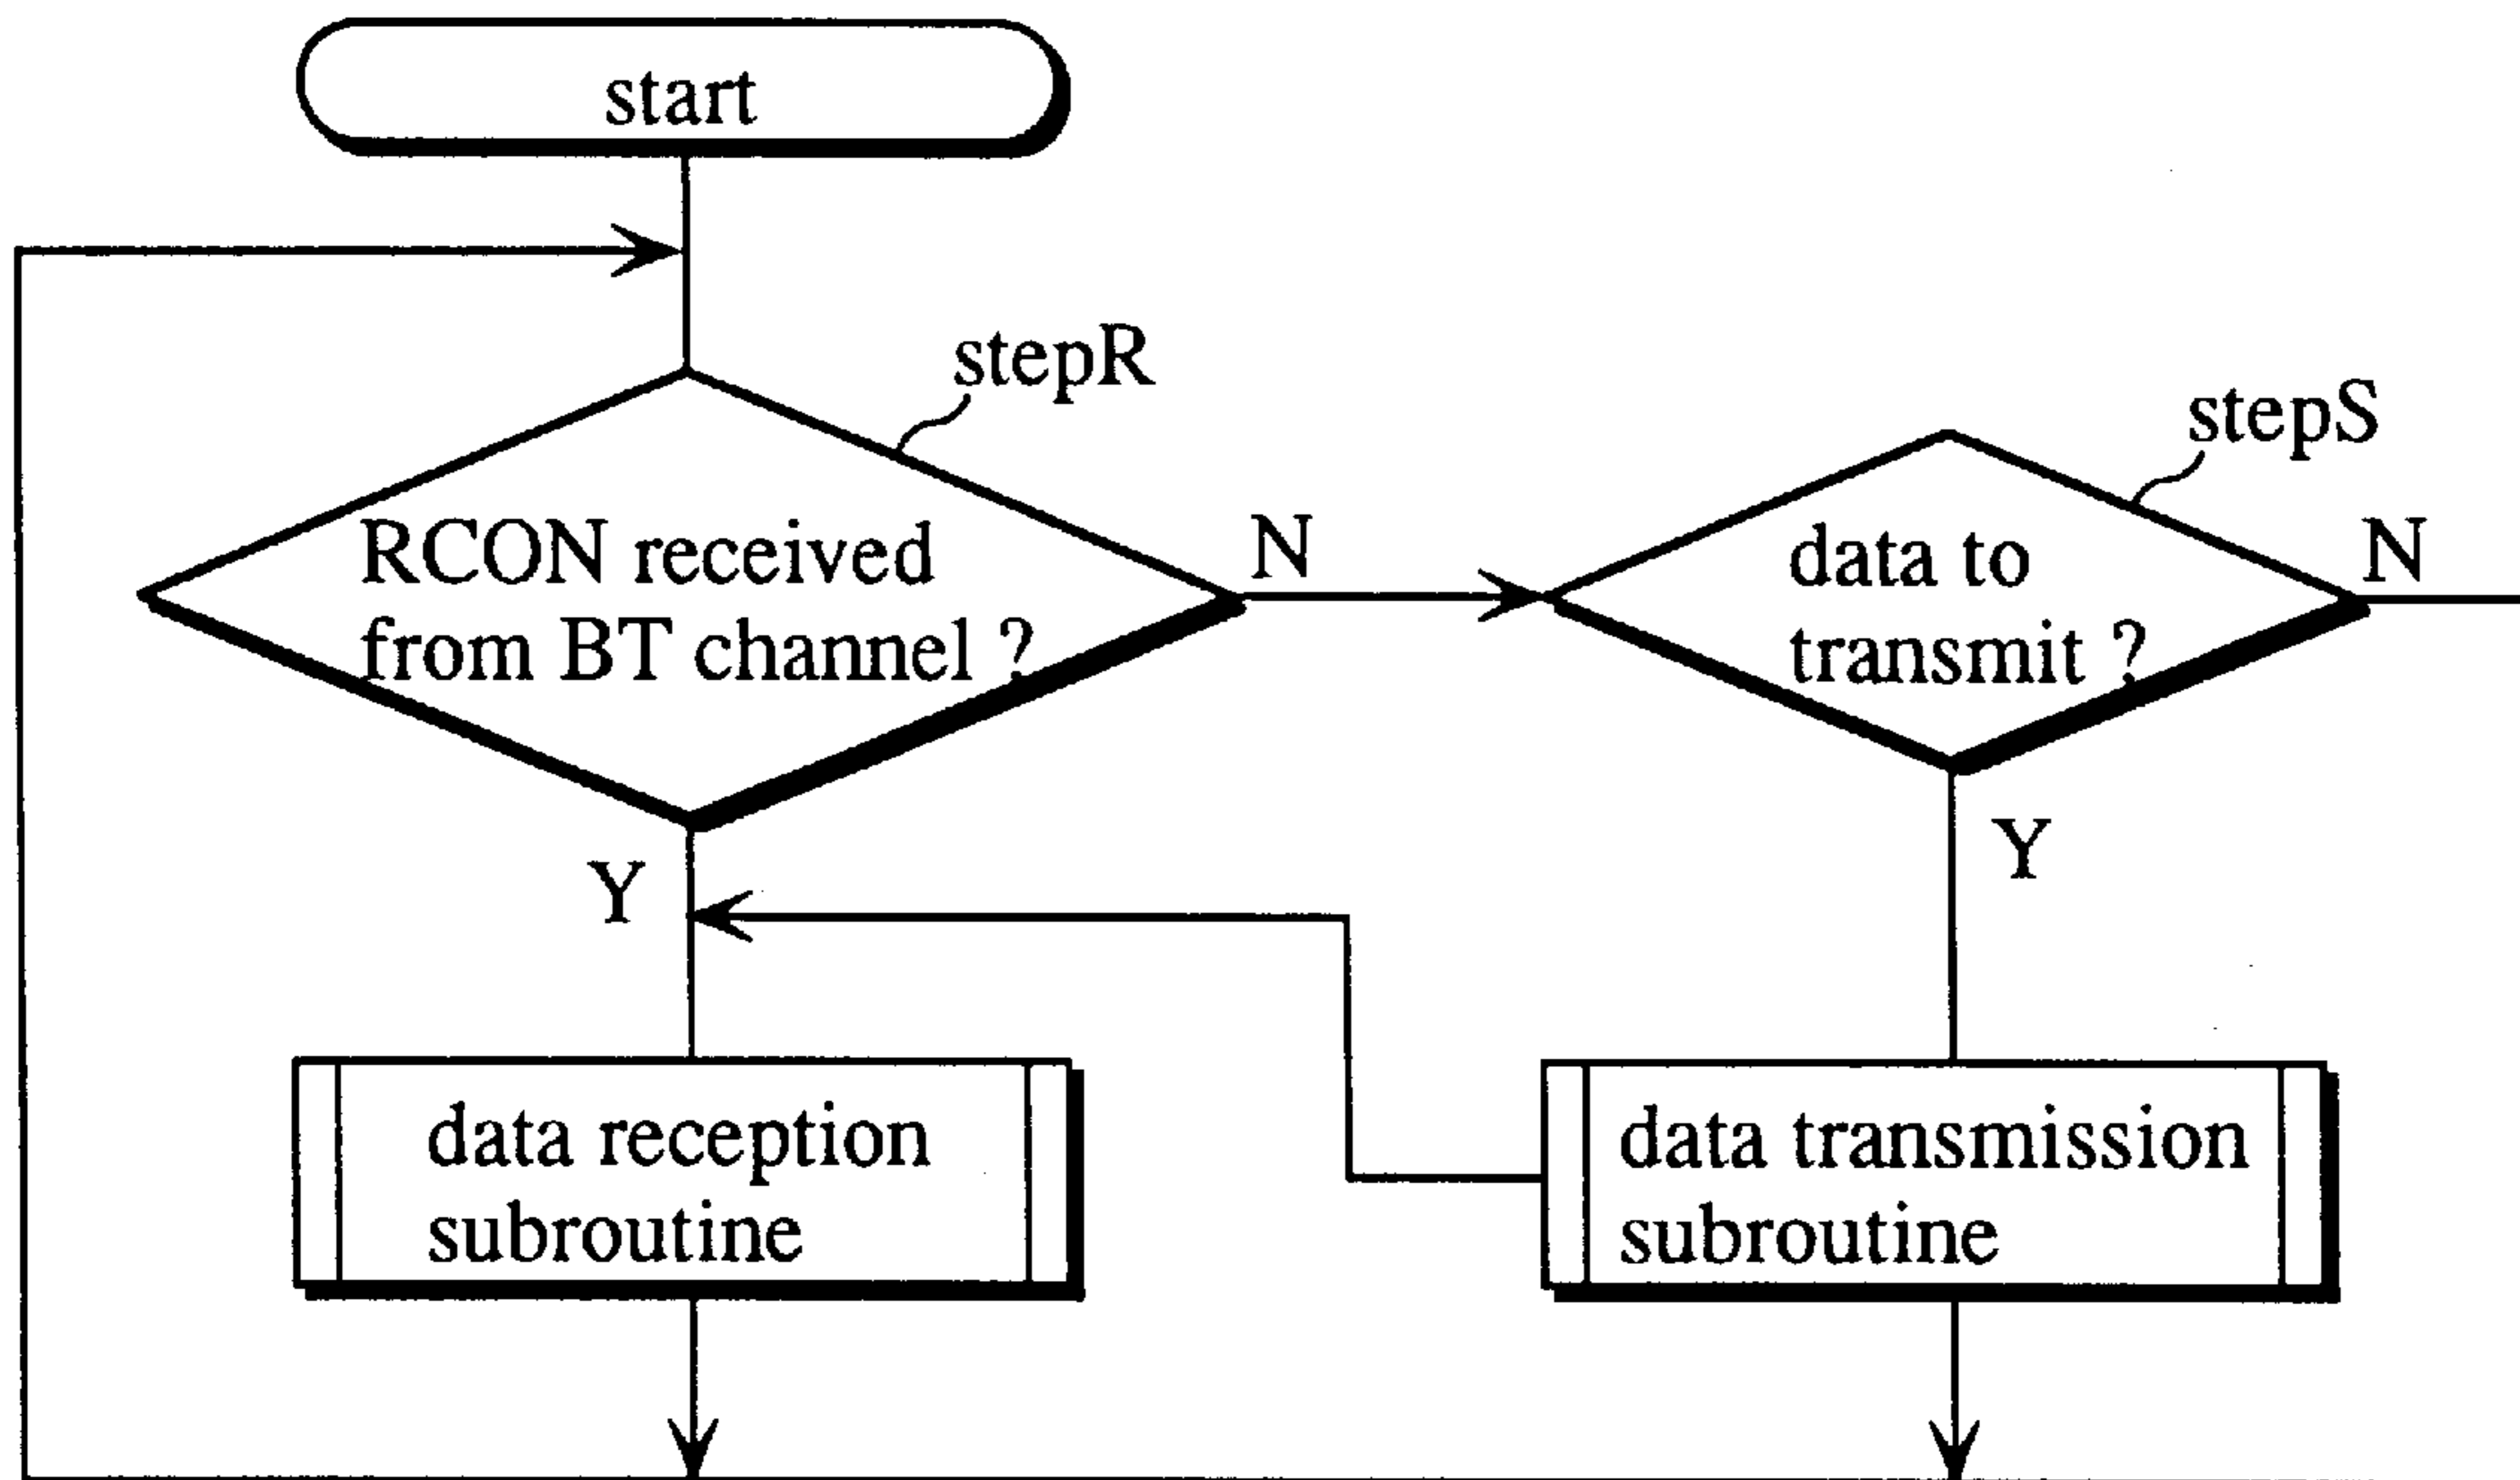 start
stepR
stepS
RCON received
from BT channel ?
N
data to
transmit ?
N
Y
Y
data reception
subroutine
data transmission
subroutine